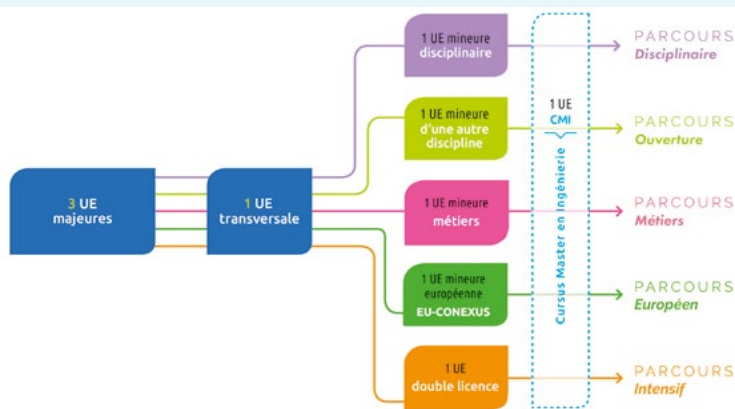 3 UE
majeures
1 UE
transversale
1 UE mineure
disciplinaire
1 UE mineure
d'une autre
discipline
1 UE mineure
métiers
1 UE mineure
européenne
EU-CONEXUS
1 UE
double licence
1 UE
CMI
Cursus Master en Ingénierie
PARCOURS
Disciplinaire
PARCOURS
Ouverture
PARCOURS
Métiers
PARCOURS
Européen
PARCOURS
Intensif